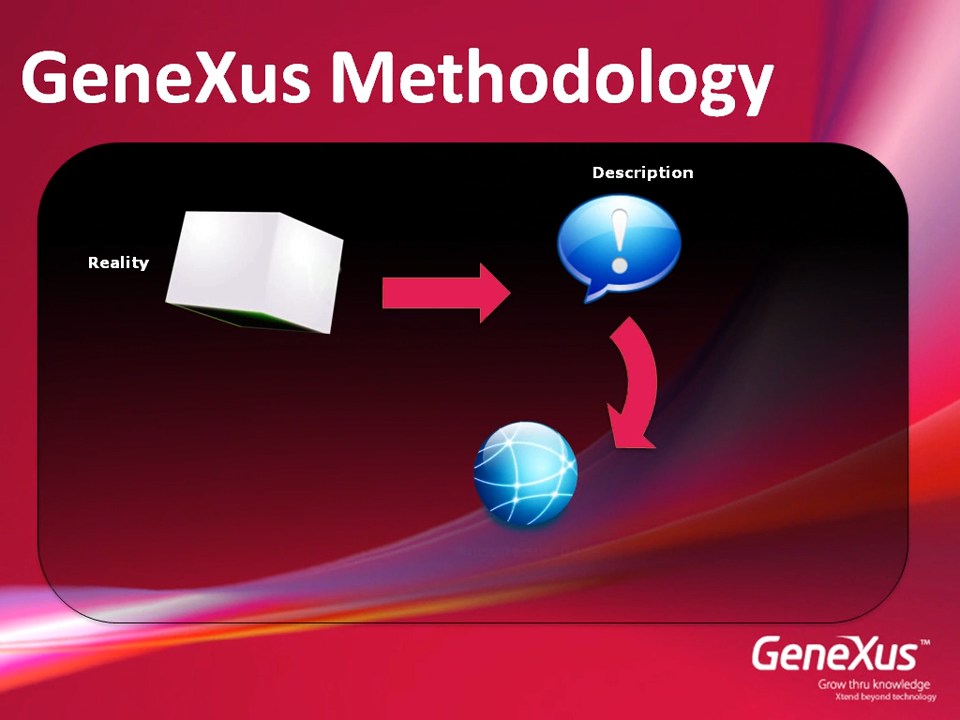 GeneXus Methodology
Description
Reality
GeneXus™
Grow thru knowledge
Xtend beyond technology